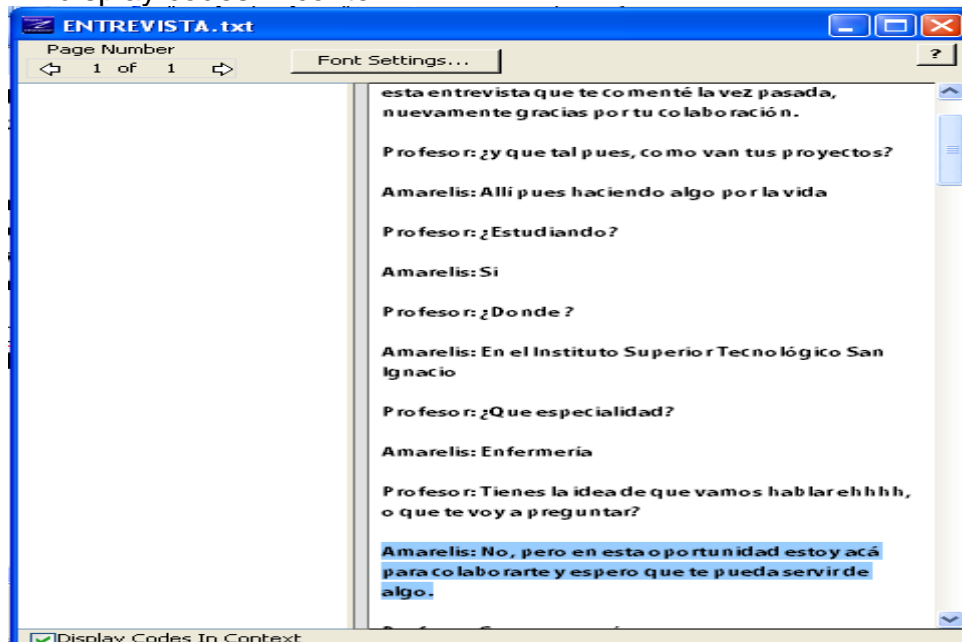 ENTREVISTA.txt
Page Number
1 of 1
Font Settings...
?
esta entrevista que te comenté la vez pasada,
nuevamente gracias por tu colaboración.
Profesor: ¿y que tal pues, como van tus proyectos?
Amarelis: Allí pues haciendo algo por la vida
Profesor: ¿Estudiando?
Amarelis: Si
Profesor: ¿Donde?
Amarelis: En el Instituto Superior Tecnológico San
Ignacio
Profesor: ¿Que especialidad?
Amarelis: Enfermería
Profesor: Tienes la idea de que vamos hablar ehhhh,
o que te voy a preguntar?
Amarelis: No, pero en esta oportunidad estoy acá
para colaborarte y espero que te pueda servir de
algo.
Display Codes In Context